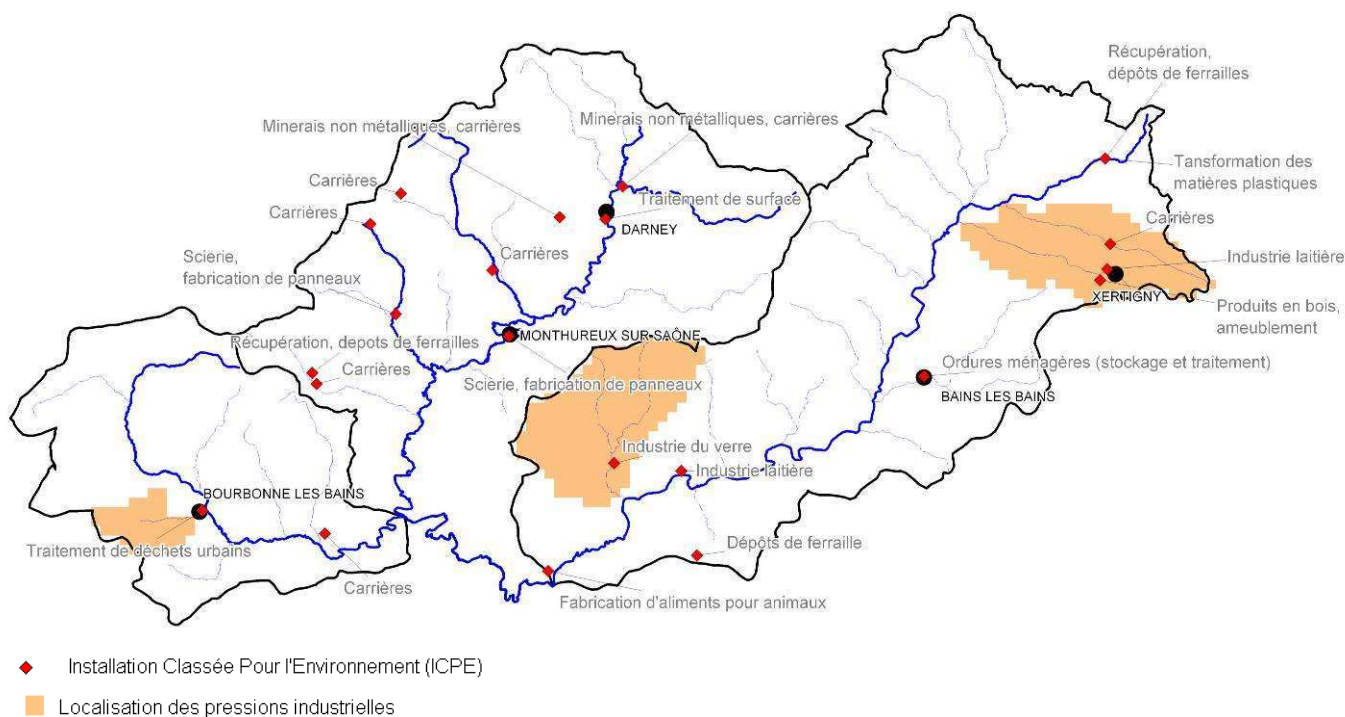 Récupération,
dépôts de ferrailles
Minerais non métalliques, carrières
Minerais non métalliques, carrières
Tansformation des
matières plastiques
Carrières
Traitement de surface
Carrières
Carrières
DARNEY
Carrières
Industrie laitière
Scierie,
fabrication de panneaux
XERTIGNY
Produits en bois,
ameublement
MONTHUREUX SUR SAÔNE
Récupération, depots de ferrailles
Carrières
Ordures ménagères (stockage et traitement)
Scièrie, fabrication de panneaux
BAINS LES BAINS
Industrie du verre
Industrie laitière
BOURBONNE LES BAINS
Traitement de déchets urbains
Dépôts de ferraille
Carrières
Fabrication d'aliments pour animaux
Installation Classée Pour l'Environnement (ICPE)
Localisation des pressions industrielles